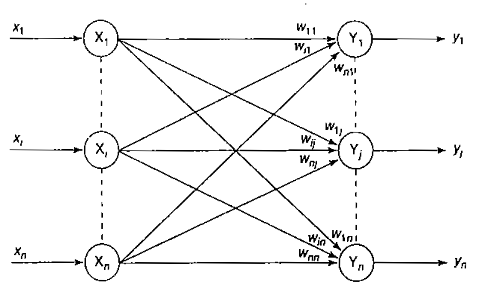 x1 X1 w11 Y1 y1
wi1
wn1
w1j
xi Xi wij Yj yj
wnj
win w1n
xn Xn wnn Yn yn